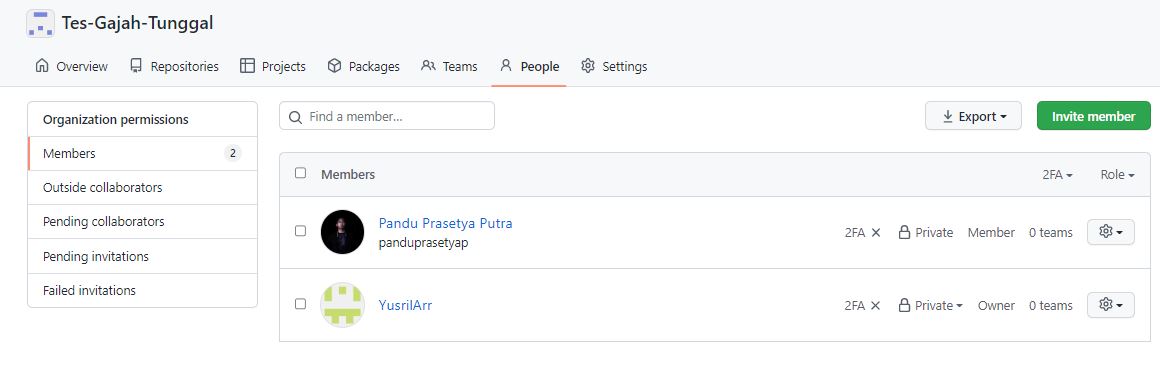 Tes-Gajah-Tunggal
Overview Repositories Projects Packages Teams People Settings
Organization permissions
Members 2
Outside collaborators
Pending collaborators
Pending invitations
Failed invitations
Find a member...
Export
Invite member
Members 2FA Role
Pandu Prasetya Putra
panduprasetyap
2FA Private Member 0 teams
YusrilArr
2FA Private Owner 0 teams